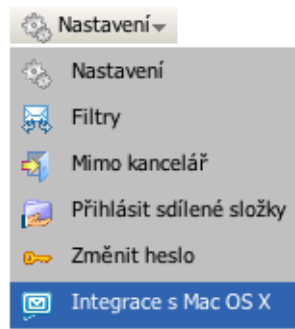 Nastavení
Nastavení
Filtry
Mimo kancelář
Přihlásit sdílené složky
Změnit heslo
Integrace s Mac OS X